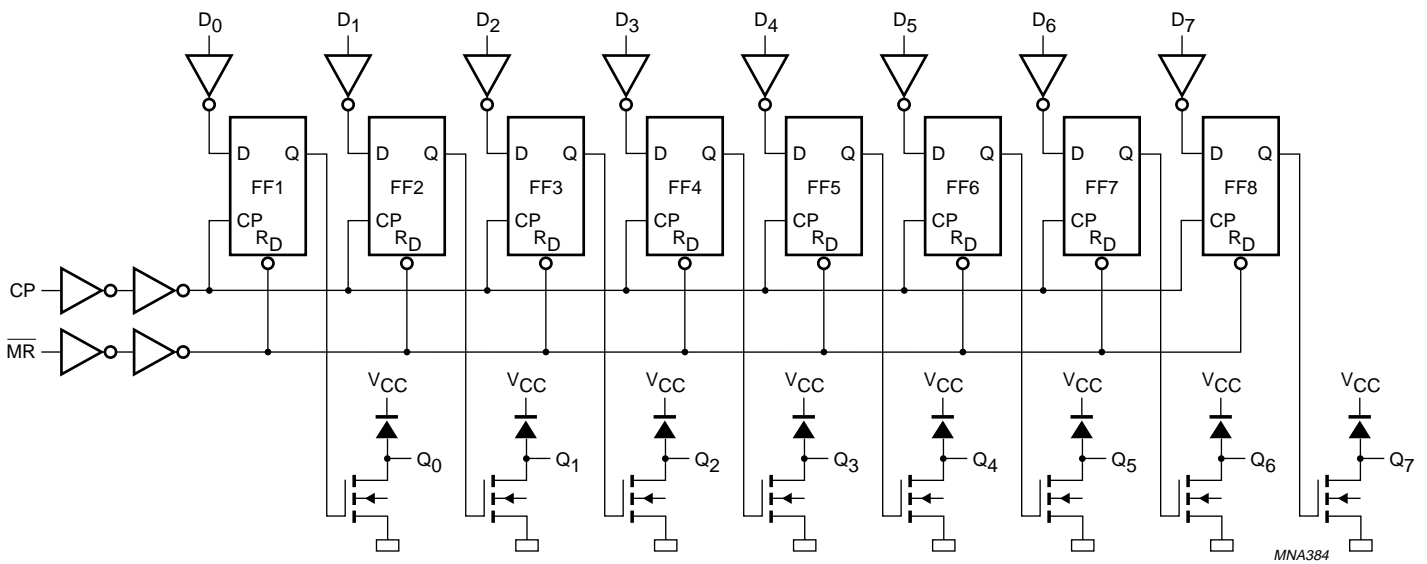 D0 D1 D2 D3 D4 D5 D6 D7
D Q D Q D Q D Q D Q D Q D Q D Q
FF1 FF2 FF3 FF4 FF5 FF6 FF7 FF8
CP CP CP CP CP CP CP CP
RD RD RD RD RD RD RD RD
CP
M̅R̅
VCC VCC VCC VCC VCC VCC VCC VCC
Q0 Q1 Q2 Q3 Q4 Q5 Q6 Q7
MNA384